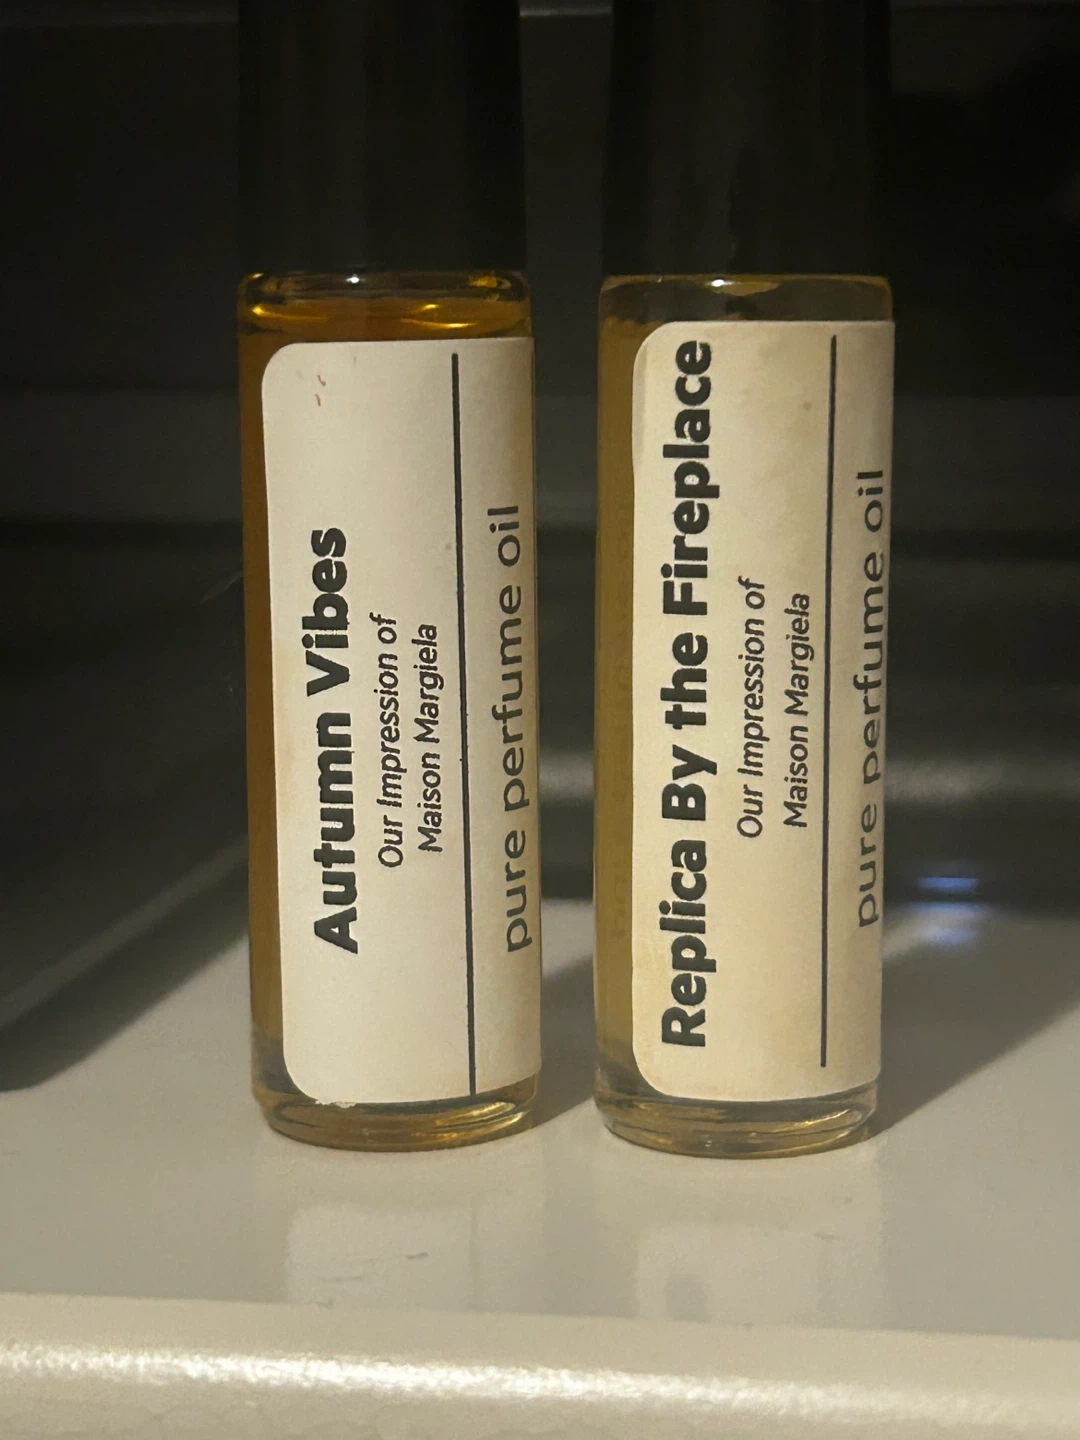 Autumn Vibes
Our Impression of
Maison Margiela
pure perfume oil
Replica By the Fireplace
Our Impression of
Maison Margiela
pure perfume oil